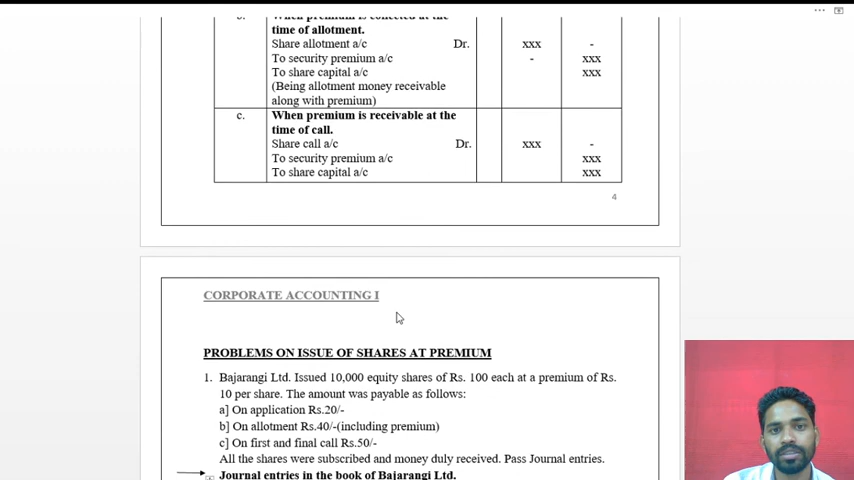 b. When premium is collected at the
time of allotment.
Share allotment a/c Dr. xxx -
To security premium a/c - xxx
To share capital a/c xxx
(Being allotment money receivable
along with premium)
c. When premium is receivable at the
time of call.
Share call a/c Dr. xxx -
To security premium a/c xxx
To share capital a/c xxx
4
CORPORATE ACCOUNTING I
PROBLEMS ON ISSUE OF SHARES AT PREMIUM
1. Bajarangi Ltd. Issued 10,000 equity shares of Rs. 100 each at a premium of Rs.
10 per share. The amount was payable as follows:
a] On application Rs.20/-
b] On allotment Rs.40/-(including premium)
c] On first and final call Rs.50/-
All the shares were subscribed and money duly received. Pass Journal entries.
Journal entries in the book of Bajarangi Ltd.